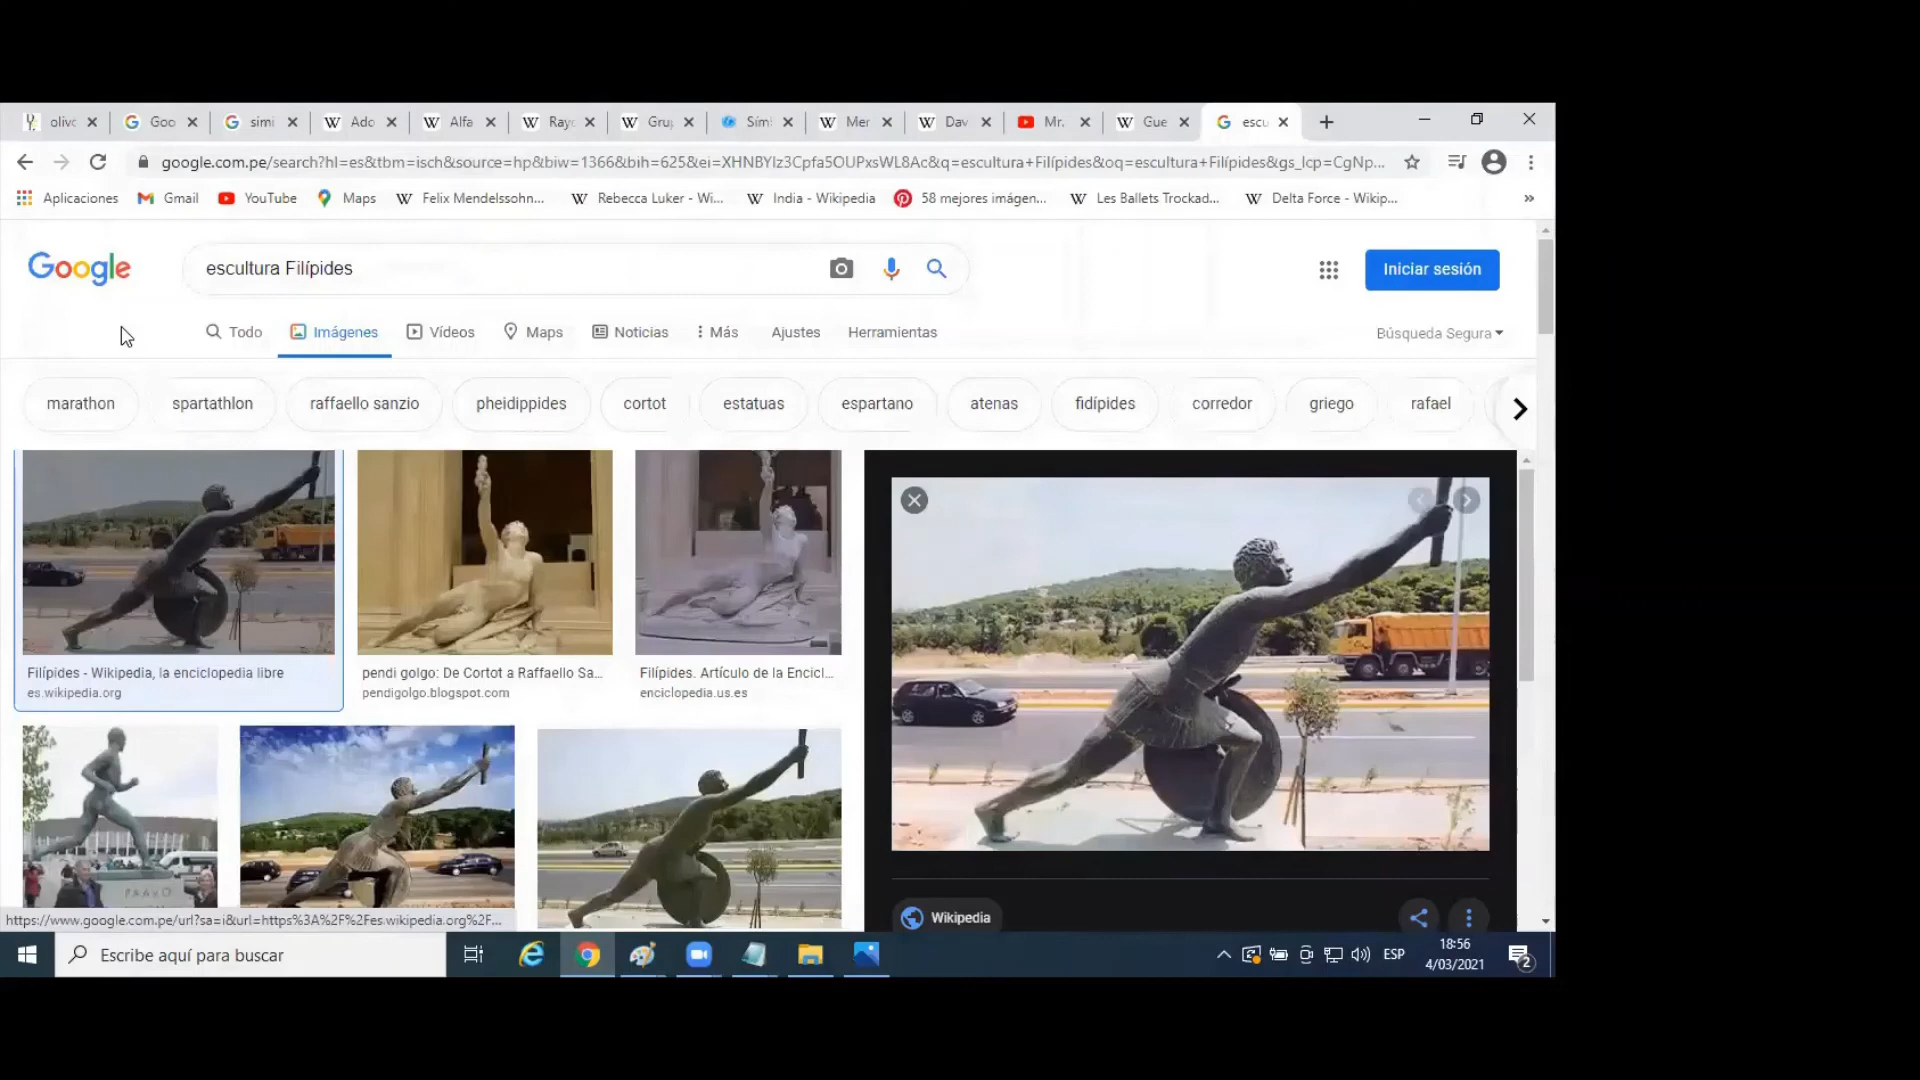 olivo
Goo
simi
Ado
Alfa
Rayo
Gru
Sím
Mer
Dav
Mr.
Gue
escu
google.com.pe/search?hl=es&tbm=isch&source=hp&biw=1366&bih=625&ei=XHNBYIz3Cpfa5OUPxsWL8Ac&q=escultura+Filípides&oq=escultura+Filípides&gs_lcp=CgNp...
Aplicaciones
Gmail
YouTube
Maps
Felix Mendelssohn...
Rebecca Luker - Wi...
India - Wikipedia
58 mejores imágen...
Les Ballets Trockad...
Delta Force - Wikip...
»
Google
escultura Filípides
Iniciar sesión
Todo
Imágenes
Vídeos
Maps
Noticias
Más
Ajustes
Herramientas
Búsqueda Segura
marathon
spartathlon
raffaello sanzio
pheidippides
cortot
estatuas
espartano
atenas
fidípides
corredor
griego
rafael
Filípides - Wikipedia, la enciclopedia libre
es.wikipedia.org
pendi golgo: De Cortot a Raffaello Sa...
pendigolgo.blogspot.com
Filípides. Artículo de la Encicl...
enciclopedia.us.es
Wikipedia
https://www.google.com.pe/url?sa=i&url=https%3A%2F%2Fes.wikipedia.org%2F...
Escribe aquí para buscar
ESP
18:56
4/03/2021
2